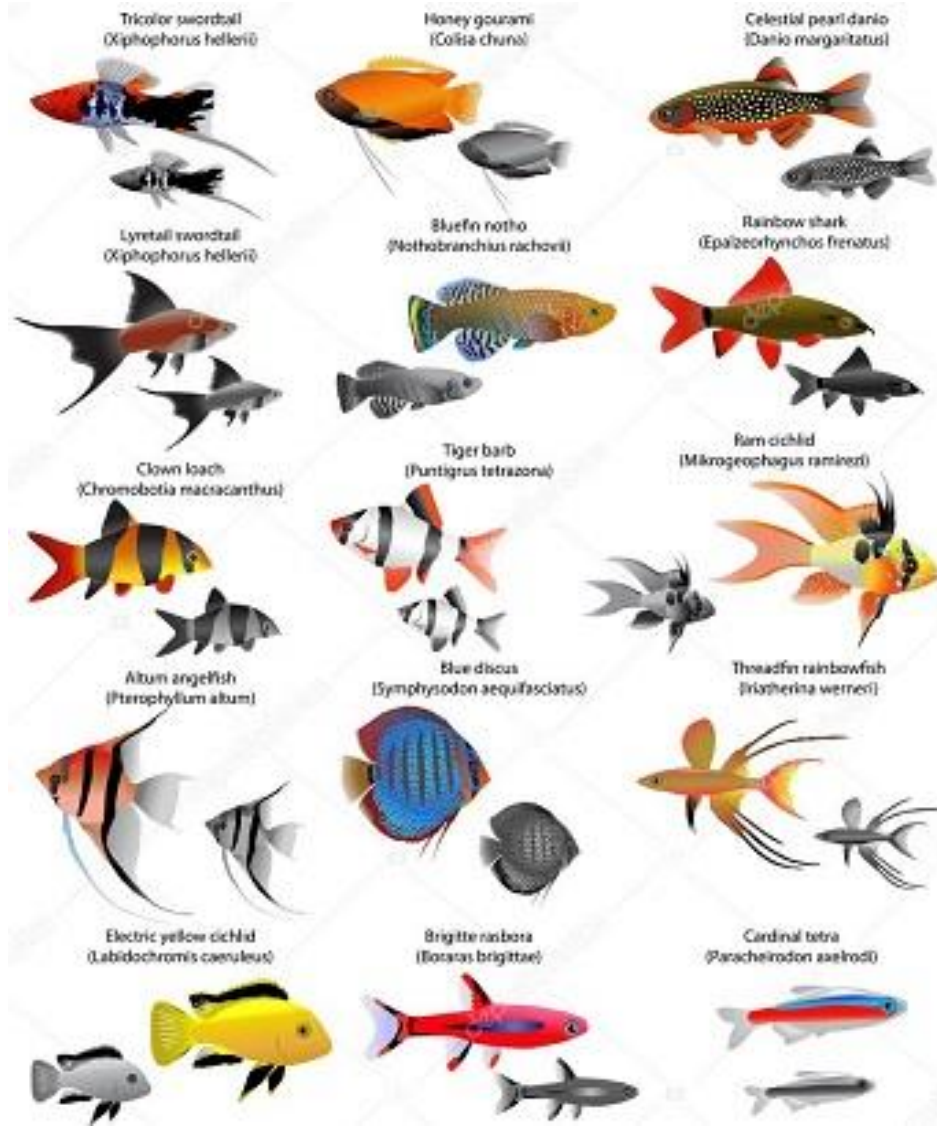 Tricolor swordtail
(Xiphophorus hellerii)
Honey gourami
(Colisa chuna)
Celestial pearl danio
(Danio margaritatus)
Lyretail swordtail
(Xiphophorus hellerii)
Bluefin notho
(Nothobranchius rachovii)
Rainbow shark
(Epalzeorhynchos frenatus)
Clown loach
(Chromobotia macracanthus)
Tiger barb
(Puntigrus tetrazona)
Ram cichlid
(Mikrogeophagus ramirezi)
Altum angelfish
(Pterophyllum altum)
Blue discus
(Symphysodon aequifasciatus)
Threadfin rainbowfish
(Iriatherina werneri)
Electric yellow cichlid
(Labidochromis caeruleus)
Brigitte rasbora
(Boraras brigittae)
Cardinal tetra
(Paracheirodon axelrodi)